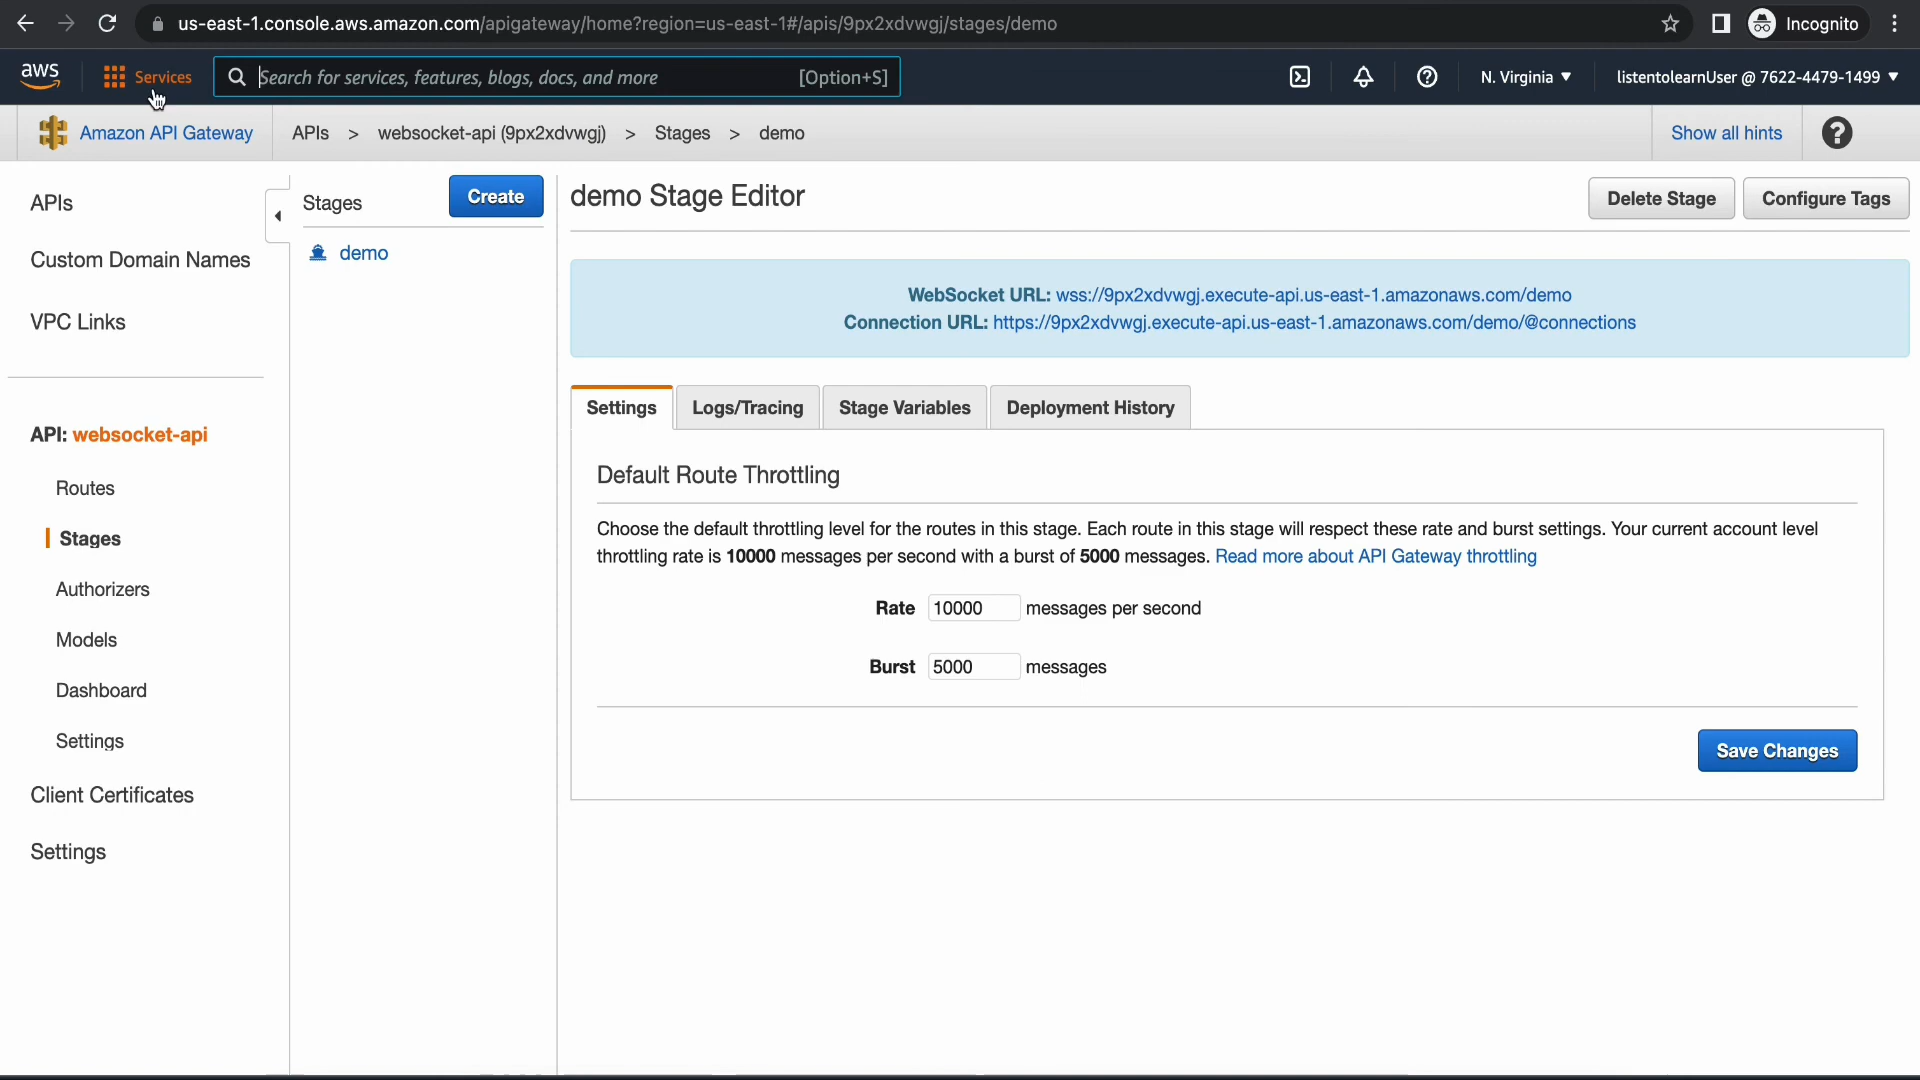 us-east-1.console.aws.amazon.com/apigateway/home?region=us-east-1#/apis/9px2xdvwgj/stages/demo
Incognito
aws
Services
Search for services, features, blogs, docs, and more
[Option+S]
N. Virginia ▼
listentolearnUser @ 7622-4479-1499 ▼
Amazon API Gateway
APIs > websocket-api (9px2xdvwgj) > Stages > demo
Show all hints
?
APIs
Custom Domain Names
VPC Links
API: websocket-api
Routes
Stages
Authorizers
Models
Dashboard
Settings
Client Certificates
Settings
Stages
Create
demo
demo Stage Editor
Delete Stage
Configure Tags
WebSocket URL: wss://9px2xdvwgj.execute-api.us-east-1.amazonaws.com/demo
Connection URL: https://9px2xdvwgj.execute-api.us-east-1.amazonaws.com/demo/@connections
Settings
Logs/Tracing
Stage Variables
Deployment History
Default Route Throttling
Choose the default throttling level for the routes in this stage. Each route in this stage will respect these rate and burst settings. Your current account level
throttling rate is 10000 messages per second with a burst of 5000 messages. Read more about API Gateway throttling
Rate 10000 messages per second
Burst 5000 messages
Save Changes